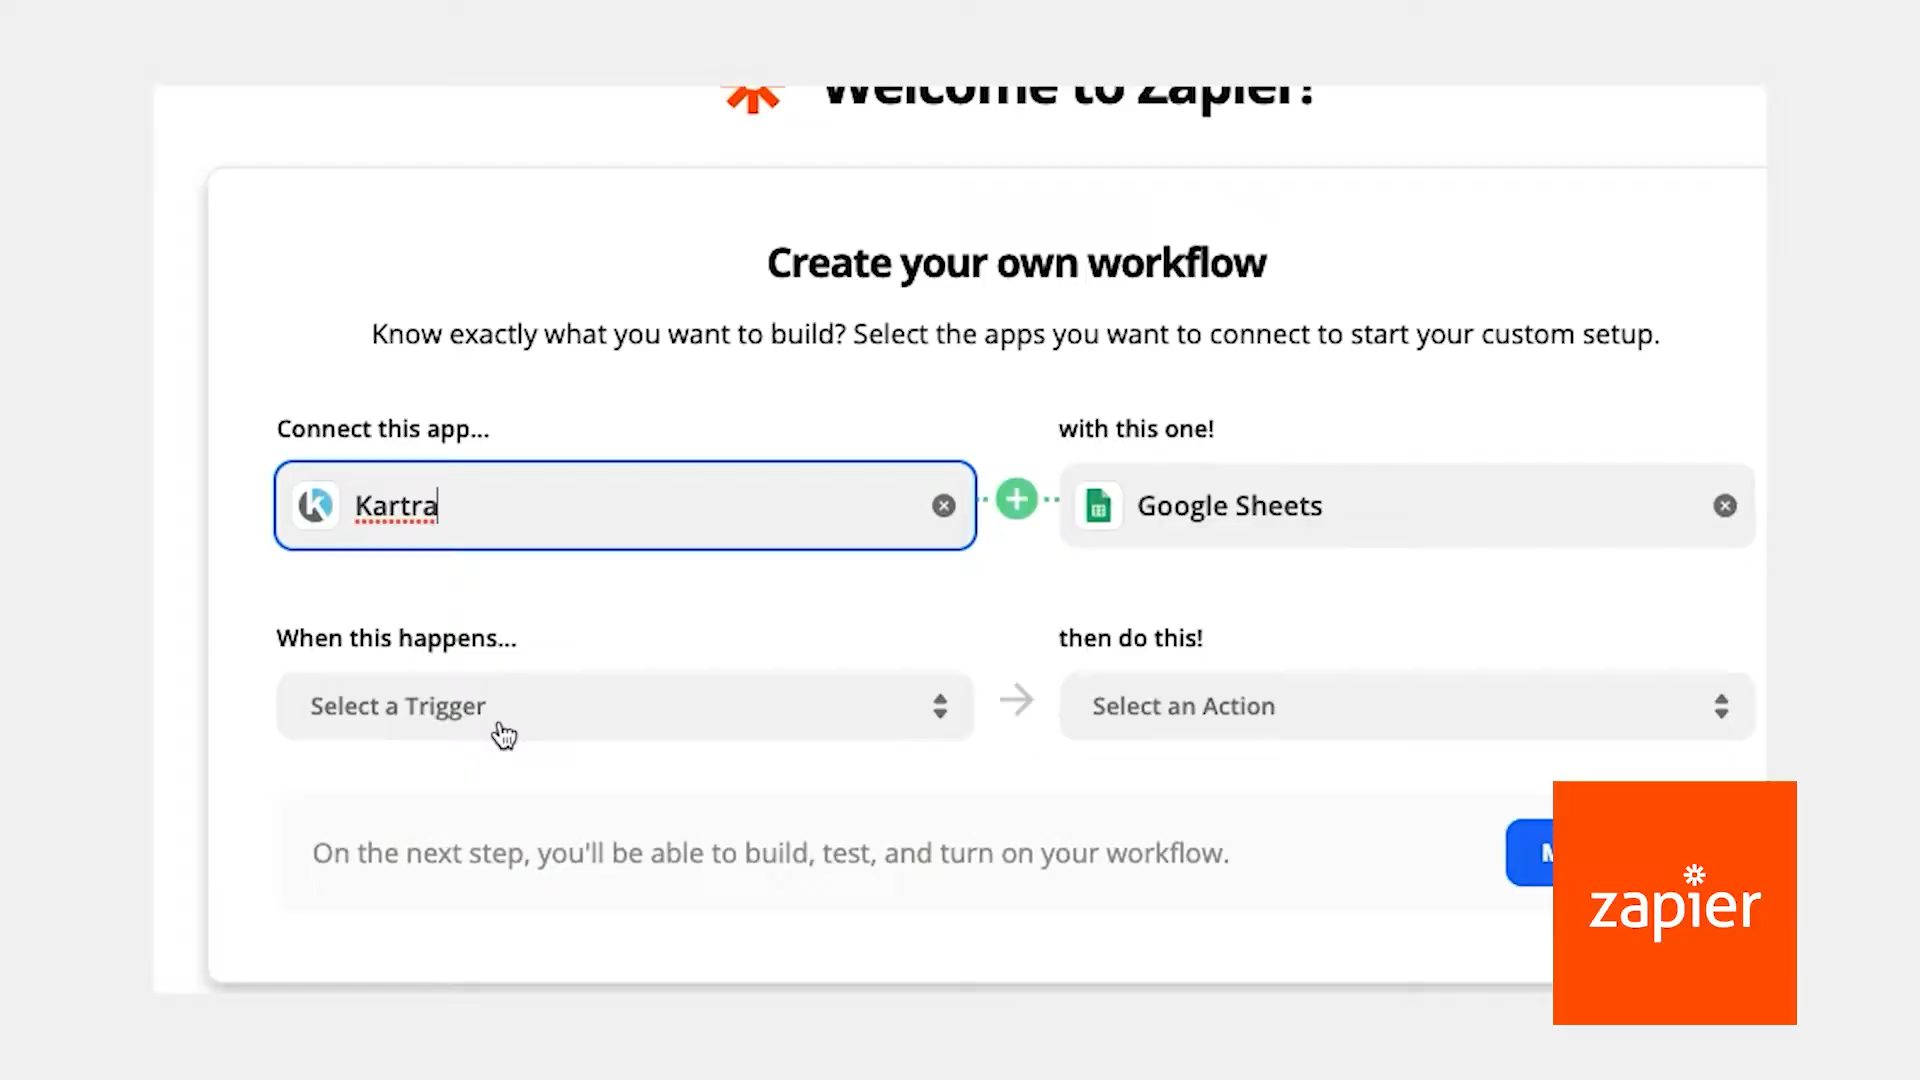 Welcome to Zapier!
Create your own workflow
Know exactly what you want to build? Select the apps you want to connect to start your custom setup.
Connect this app...
with this one!
Kartra
Google Sheets
When this happens...
then do this!
Select a Trigger
Select an Action
On the next step, you'll be able to build, test, and turn on your workflow.
zapier